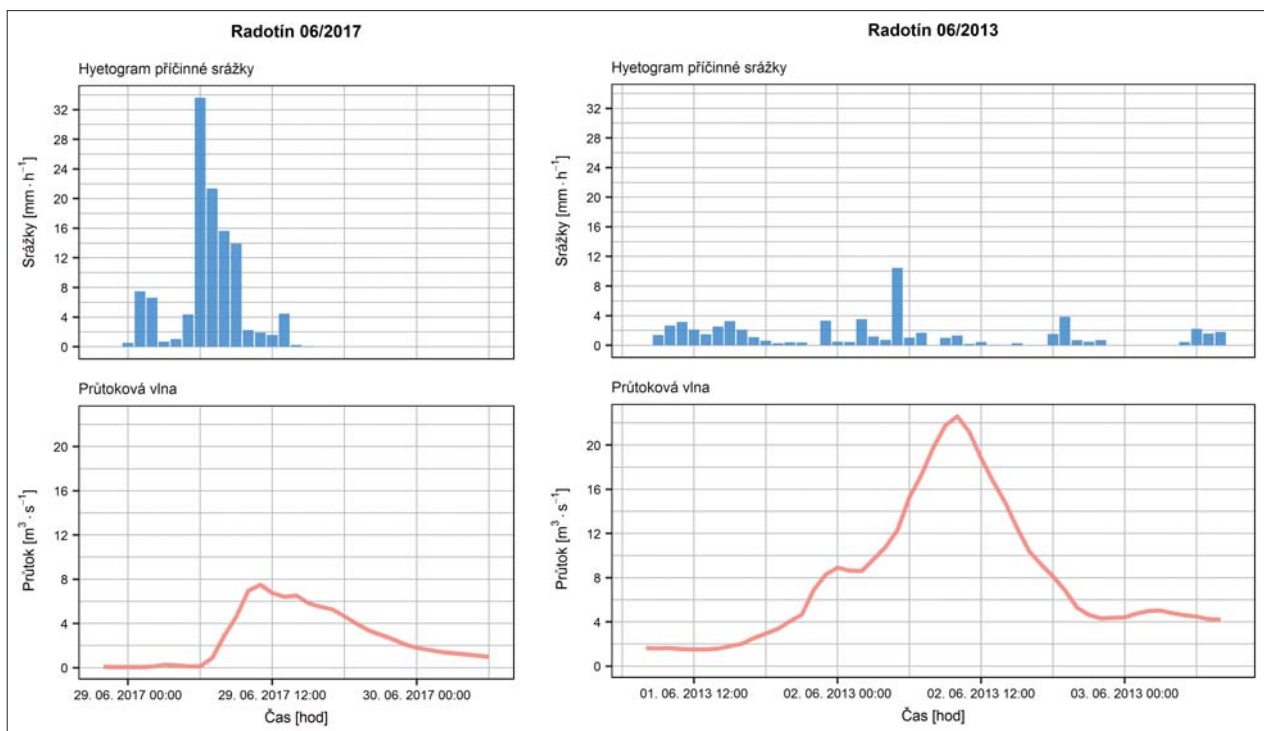 Radotín 06/2017
Hyetogram příčinné srážky
Srážky [mm · h⁻¹]
32
28
24
20
16
12
8
4
0
Průtoková vlna
Průtok [m³ · s⁻¹]
20
16
12
8
4
0
29. 06. 2017 00:00 29. 06. 2017 12:00 30. 06. 2017 00:00
Čas [hod]
Radotín 06/2013
Hyetogram příčinné srážky
Srážky [mm · h⁻¹]
32
28
24
20
16
12
8
4
0
Průtoková vlna
Průtok [m³ · s⁻¹]
20
16
12
8
4
0
01. 06. 2013 12:00 02. 06. 2013 00:00 02. 06. 2013 12:00 03. 06. 2013 00:00
Čas [hod]